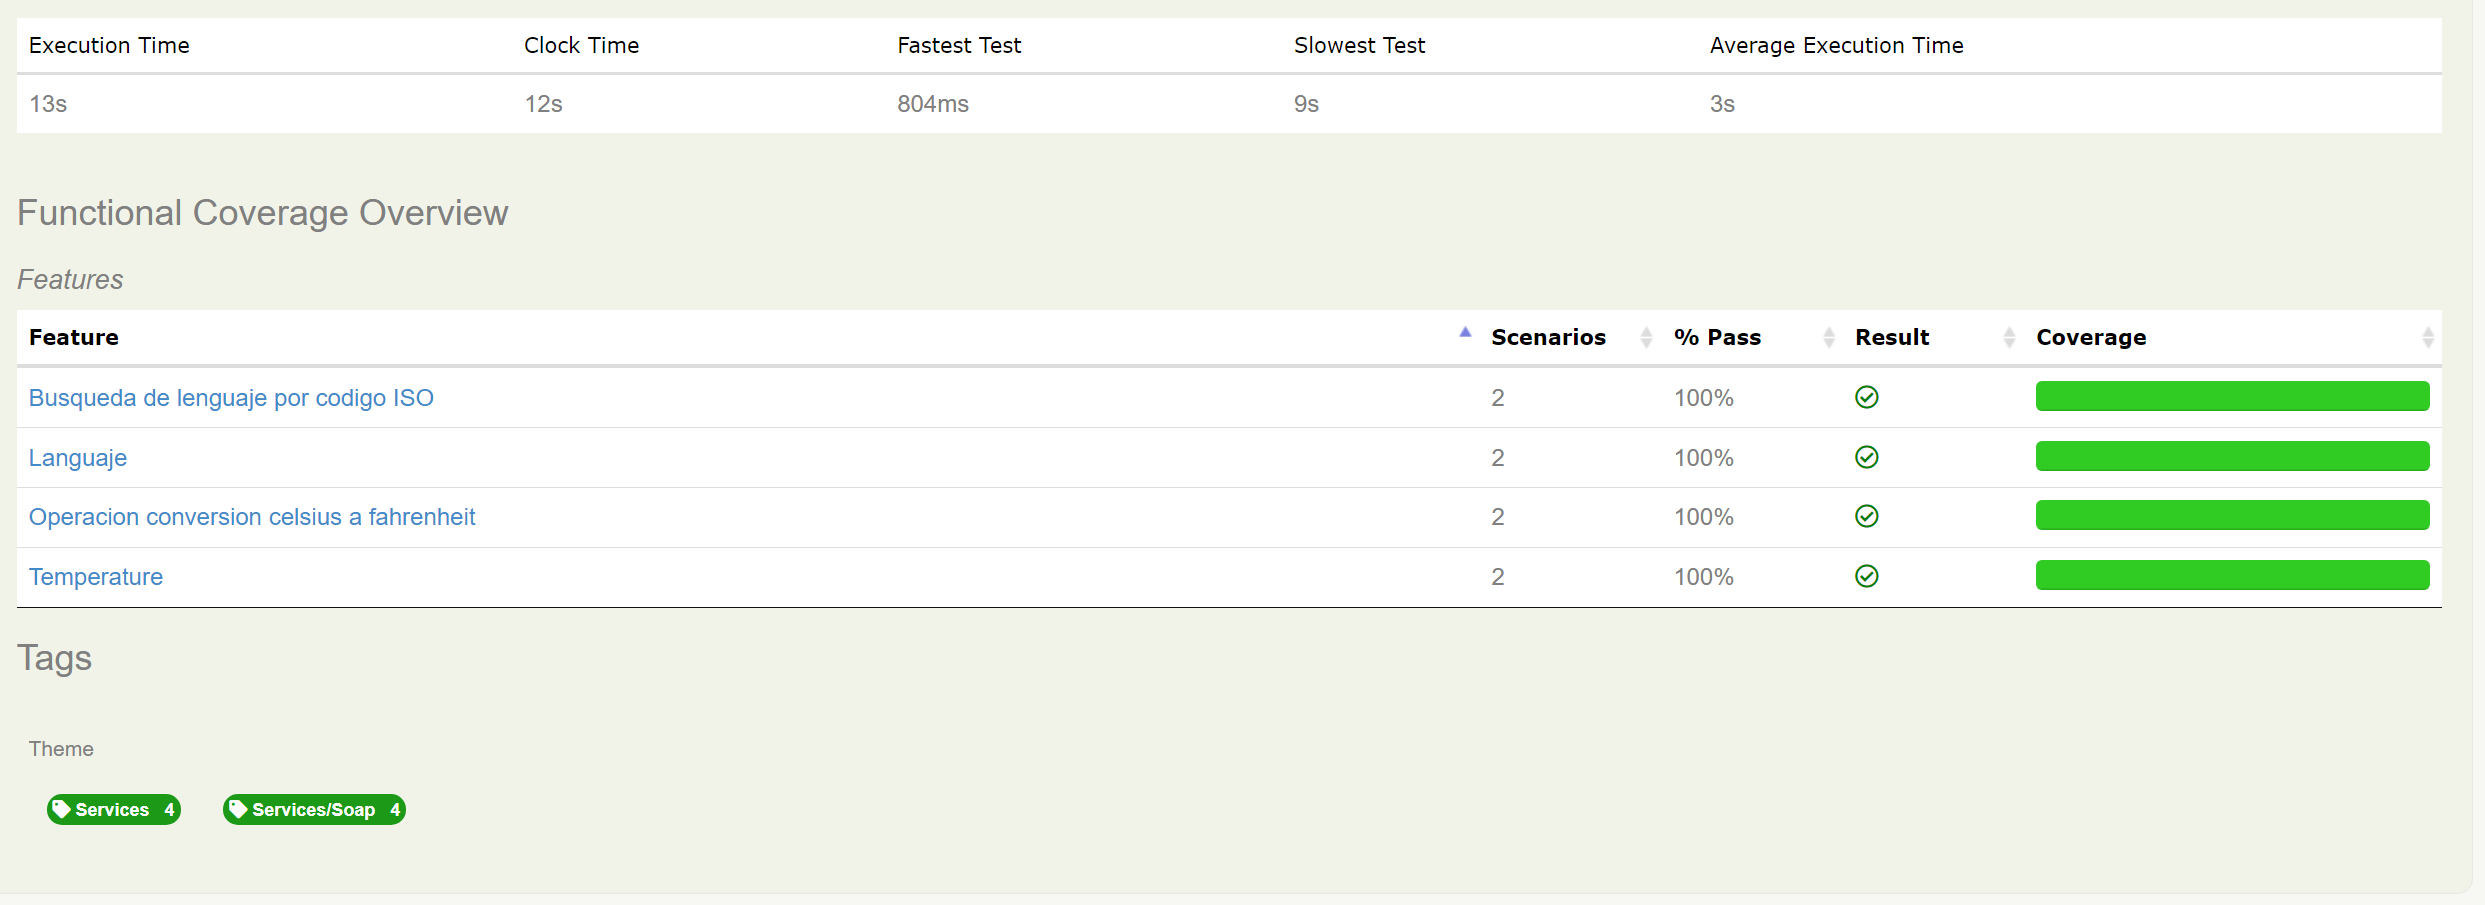 Execution Time Clock Time Fastest Test Slowest Test Average Execution Time
13s 12s 804ms 9s 3s
Functional Coverage Overview
Features
Feature Scenarios % Pass Result Coverage
Busqueda de lenguaje por codigo ISO 2 100%
Languaje 2 100%
Operacion conversion celsius a fahrenheit 2 100%
Temperature 2 100%
Tags
Theme
Services 4 Services/Soap 4